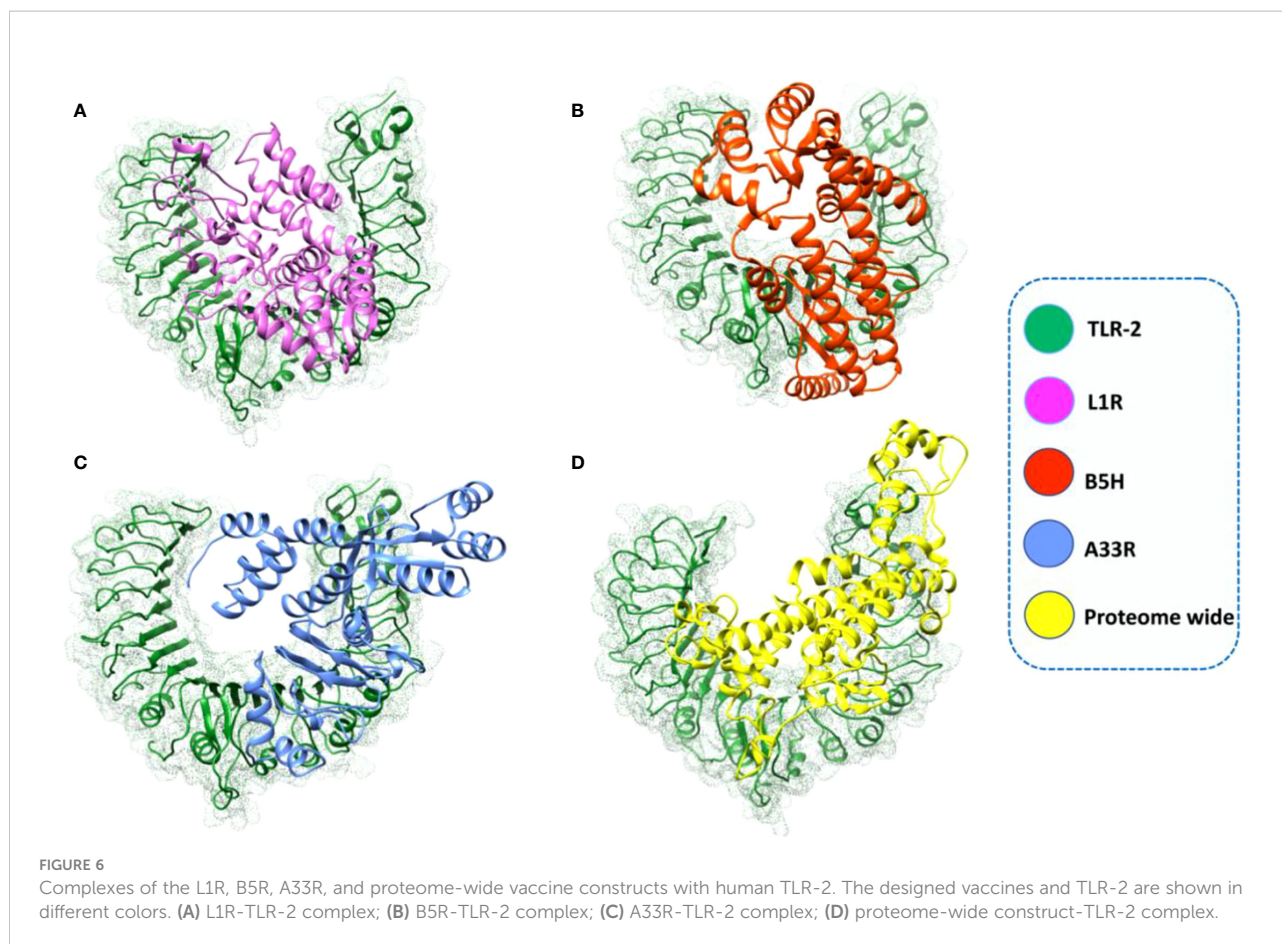 A
B
C
D
TLR-2
L1R
B5H
A33R
Proteome wide
FIGURE 6
Complexes of the L1R, B5R, A33R, and proteome-wide vaccine constructs with human TLR-2. The designed vaccines and TLR-2 are shown in
different colors. (A) L1R-TLR-2 complex; (B) B5R-TLR-2 complex; (C) A33R-TLR-2 complex; (D) proteome-wide construct-TLR-2 complex.